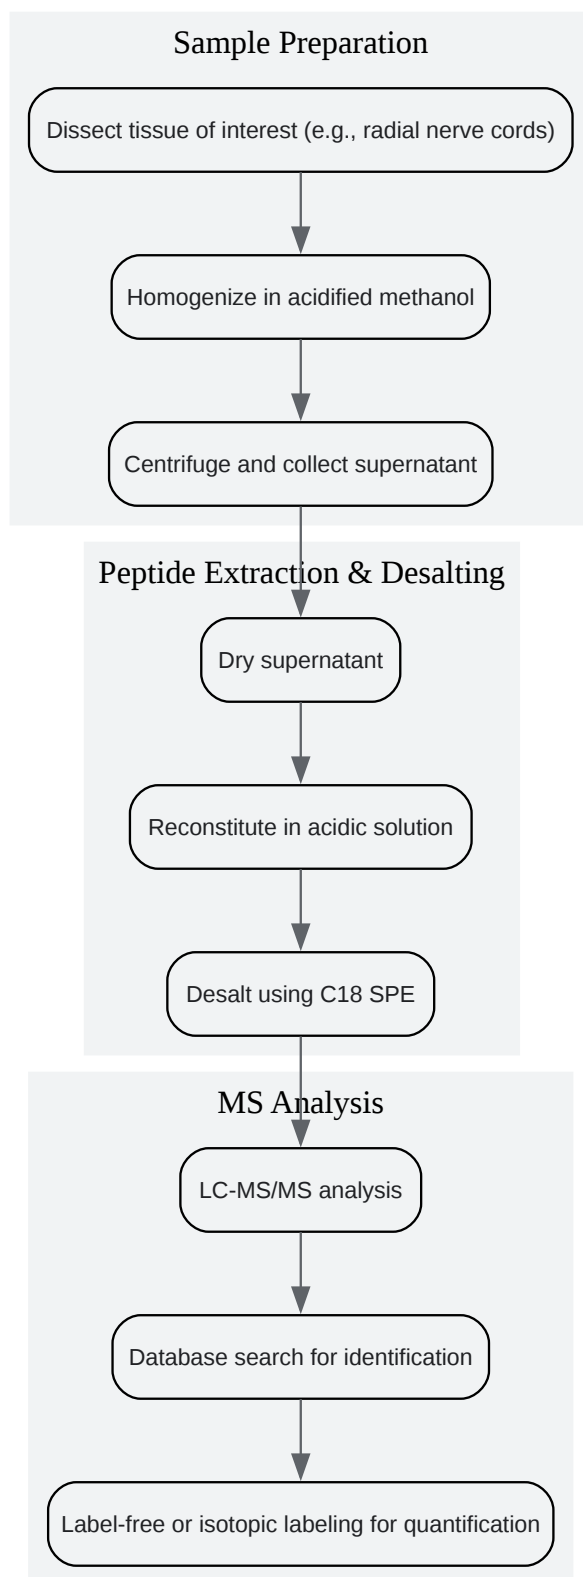 Sample Preparation
Dissect tissue of interest (e.g., radial nerve cords)
Homogenize in acidified methanol
Centrifuge and collect supernatant
Peptide Extraction & Desalting
Dry supernatant
Reconstitute in acidic solution
Desalt using C18 SPE
MS Analysis
LC-MS/MS analysis
Database search for identification
Label-free or isotopic labeling for quantification